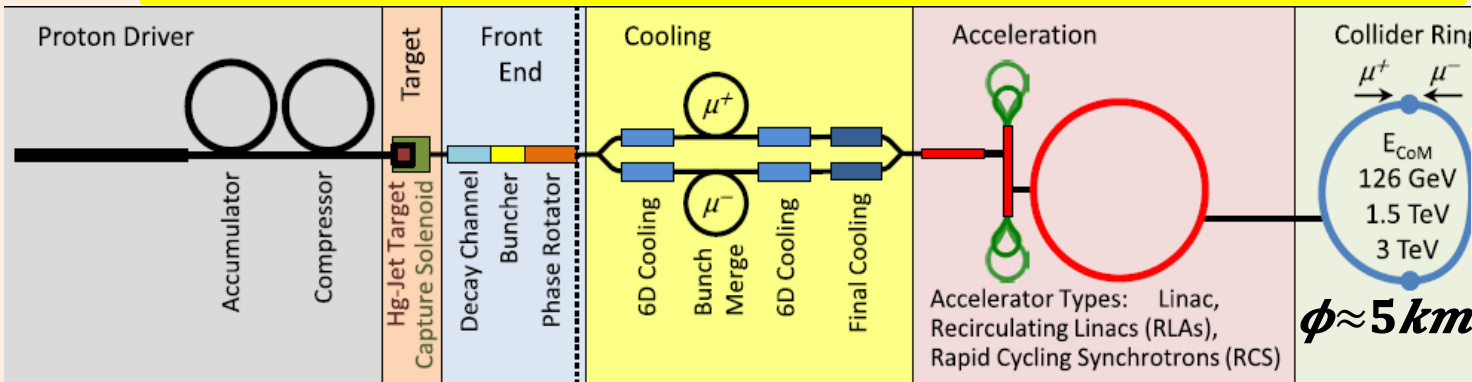 Proton Driver
Accumulator
Compressor
Target
Hg-Jet Target
Capture Solenoid
Front
End
Decay Channel
Buncher
Phase Rotator
Cooling
μ+
μ−
6D Cooling
Bunch
Merge
6D Cooling
Final Cooling
Acceleration
Accelerator Types: Linac,
Recirculating Linacs (RLAs),
Rapid Cycling Synchrotrons (RCS)
Collider Ring
μ+ μ−
E_CoM
126 GeV
1.5 TeV
3 TeV
ϕ≈5km